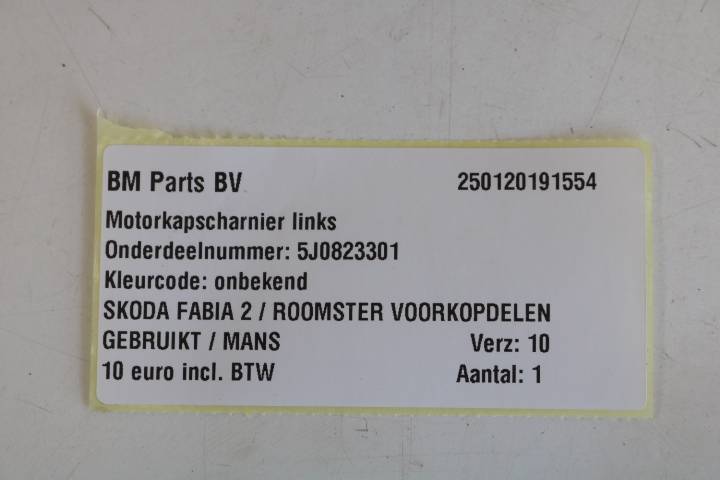 BM Parts BV 250120191554
Motorkapscharnier links
Onderdeelnummer: 5J0823301
Kleurcode: onbekend
SKODA FABIA 2 / ROOMSTER VOORKOPDELEN
GEBRUIKT / MANS Verz: 10
10 euro incl. BTW Aantal: 1